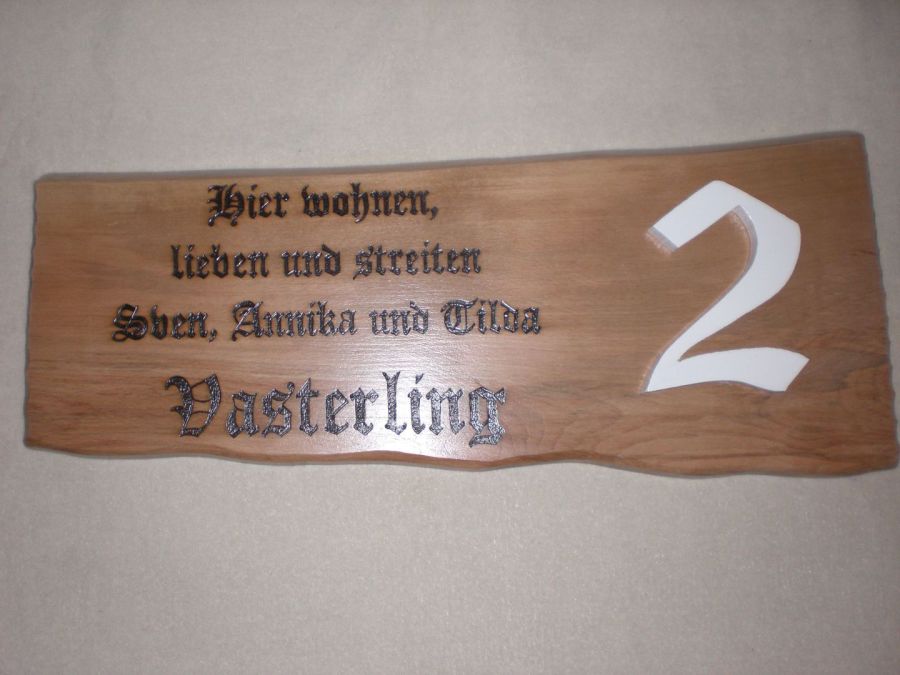 Hier wohnen,
lieben und streiten
Sven, Annika und Tilda
Vasterling
2